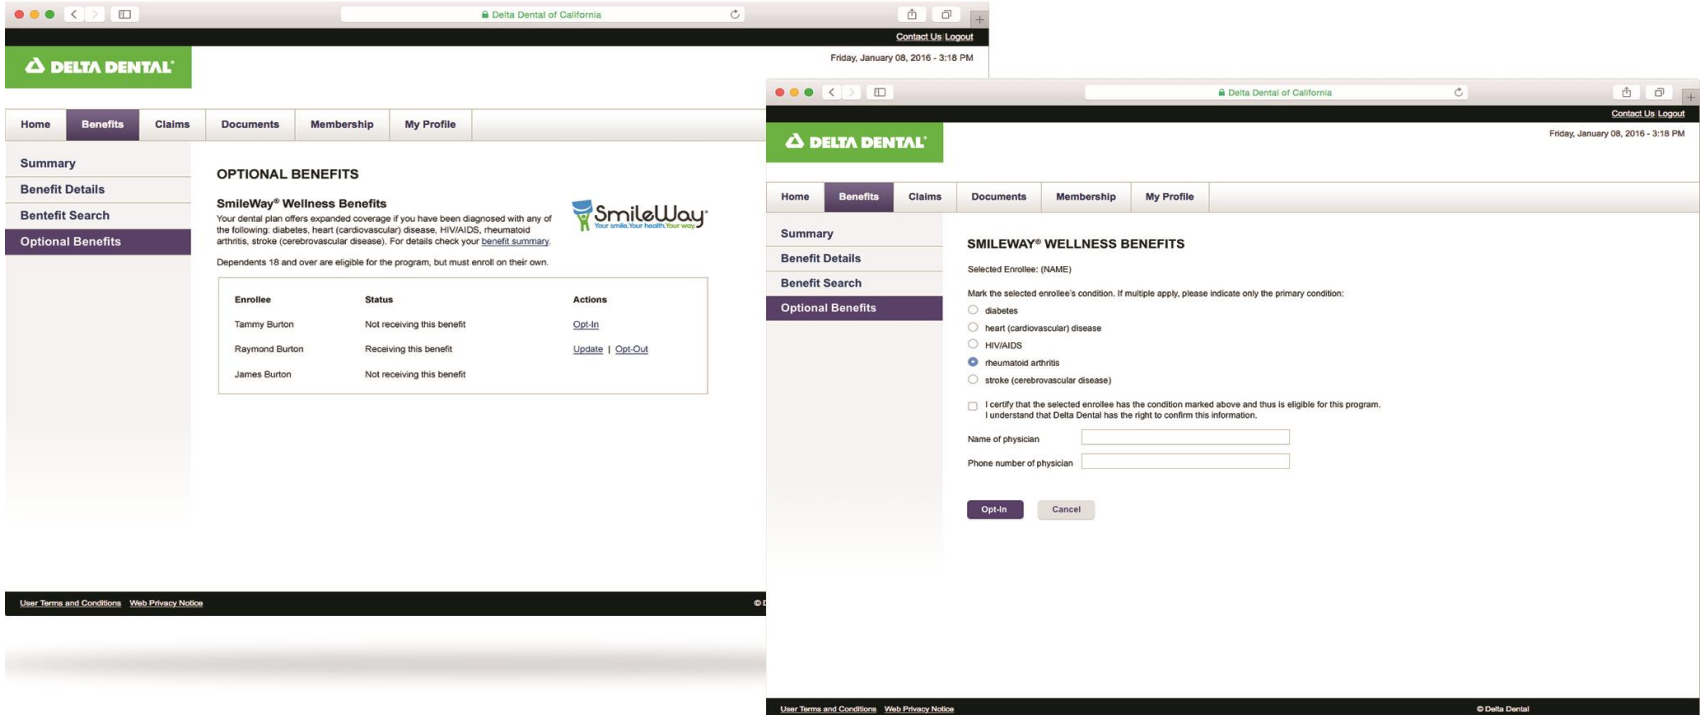 Delta Dental of California
Contact Us Logout
Friday, January 08, 2016 - 3:18 PM
DELTA DENTAL®
Home Benefits Claims Documents Membership My Profile
Summary
Benefit Details
Bentefit Search
Optional Benefits
OPTIONAL BENEFITS
SmileWay® Wellness Benefits
Your dental plan offers expanded coverage if you have been diagnosed with any of
the following: diabetes, heart (cardiovascular) disease, HIV/AIDS, rheumatoid
arthritis, stroke (cerebrovascular disease). For details check your benefit summary.
SmileWay®
Your smile.Your health.Your way.
Dependents 18 and over are eligible for the program, but must enroll on their own.
Enrollee Status Actions
Tammy Burton Not receiving this benefit Opt-In
Raymond Burton Receiving this benefit Update | Opt-Out
James Burton Not receiving this benefit
User Terms and Conditions Web Privacy Notice
©
Delta Dental of California
Contact Us Logout
Friday, January 08, 2016 - 3:18 PM
DELTA DENTAL®
Home Benefits Claims Documents Membership My Profile
Summary
Benefit Details
Benefit Search
Optional Benefits
SMILEWAY® WELLNESS BENEFITS
Selected Enrollee: (NAME)
Mark the selected enrollee's condition. If multiple apply, please indicate only the primary condition:
diabetes
heart (cardiovascular) disease
HIV/AIDS
rheumatoid arthritis
stroke (cerebrovascular disease)
I certify that the selected enrollee has the condition marked above and thus is eligible for this program.
I understand that Delta Dental has the right to confirm this information.
Name of physician
Phone number of physician
Opt-In Cancel
User Terms and Conditions Web Privacy Notice
© Delta Dental